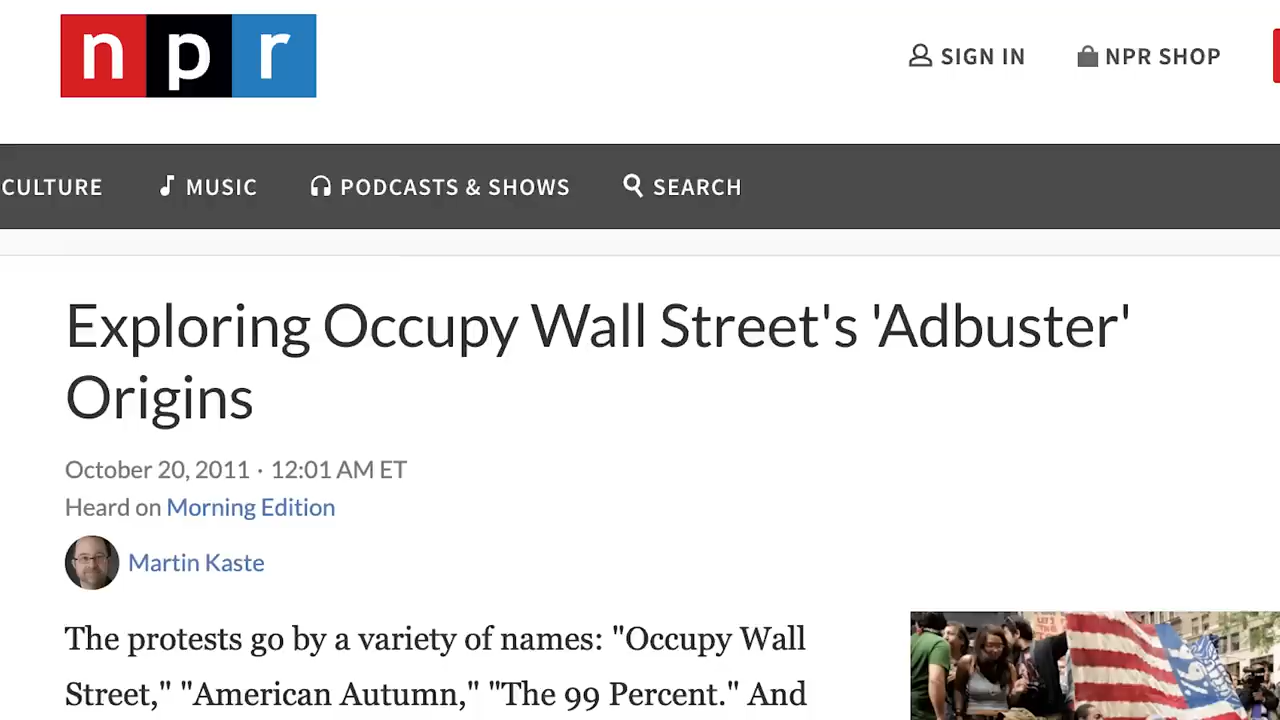 npr
SIGN IN
NPR SHOP
CULTURE
MUSIC
PODCASTS & SHOWS
SEARCH
Exploring Occupy Wall Street's 'Adbuster'
Origins
October 20, 2011 · 12:01 AM ET
Heard on Morning Edition
Martin Kaste
The protests go by a variety of names: "Occupy Wall
Street," "American Autumn," "The 99 Percent." And